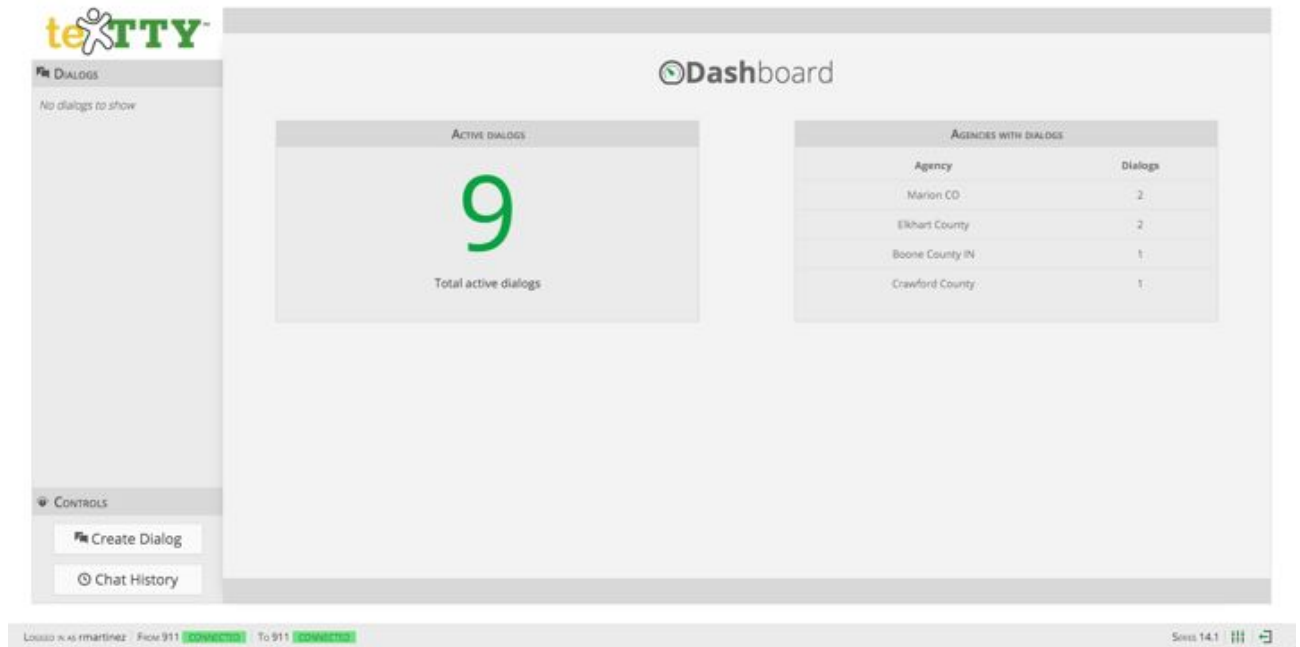 teXTTY™
Dialogs
No dialogs to show
Dashboard
Active dialogs
9
Total active dialogs
Agencies with dialogs
Agency Dialogs
Marion CO 2
Elkhart County 2
Boone County IN 1
Crawford County 1
Controls
Create Dialog
Chat History
Logged in as rmartinez From 911 CONNECTED To 911 CONNECTED
Series 14.1